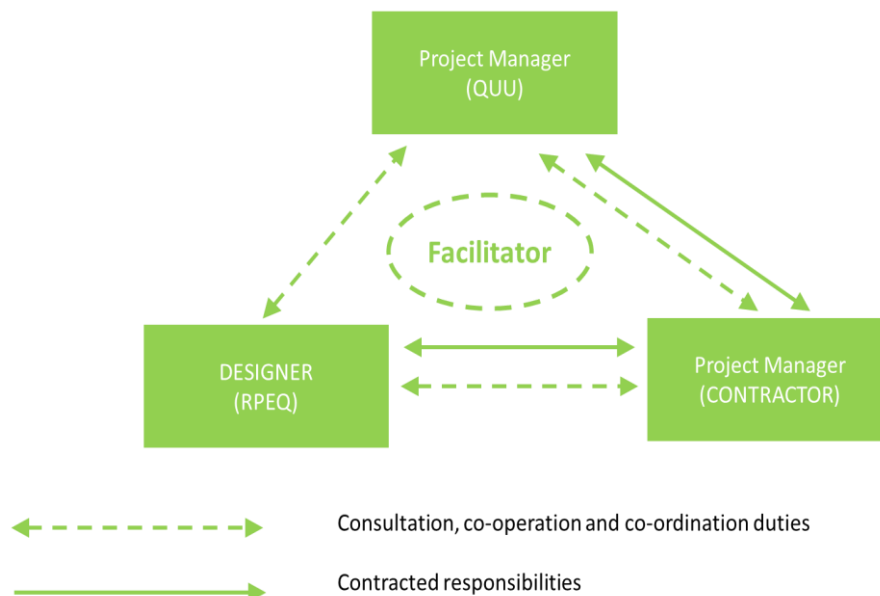 Project Manager
(QUU)
Facilitator
DESIGNER
(RPEQ)
Project Manager
(CONTRACTOR)
Consultation, co-operation and co-ordination duties
Contracted responsibilities